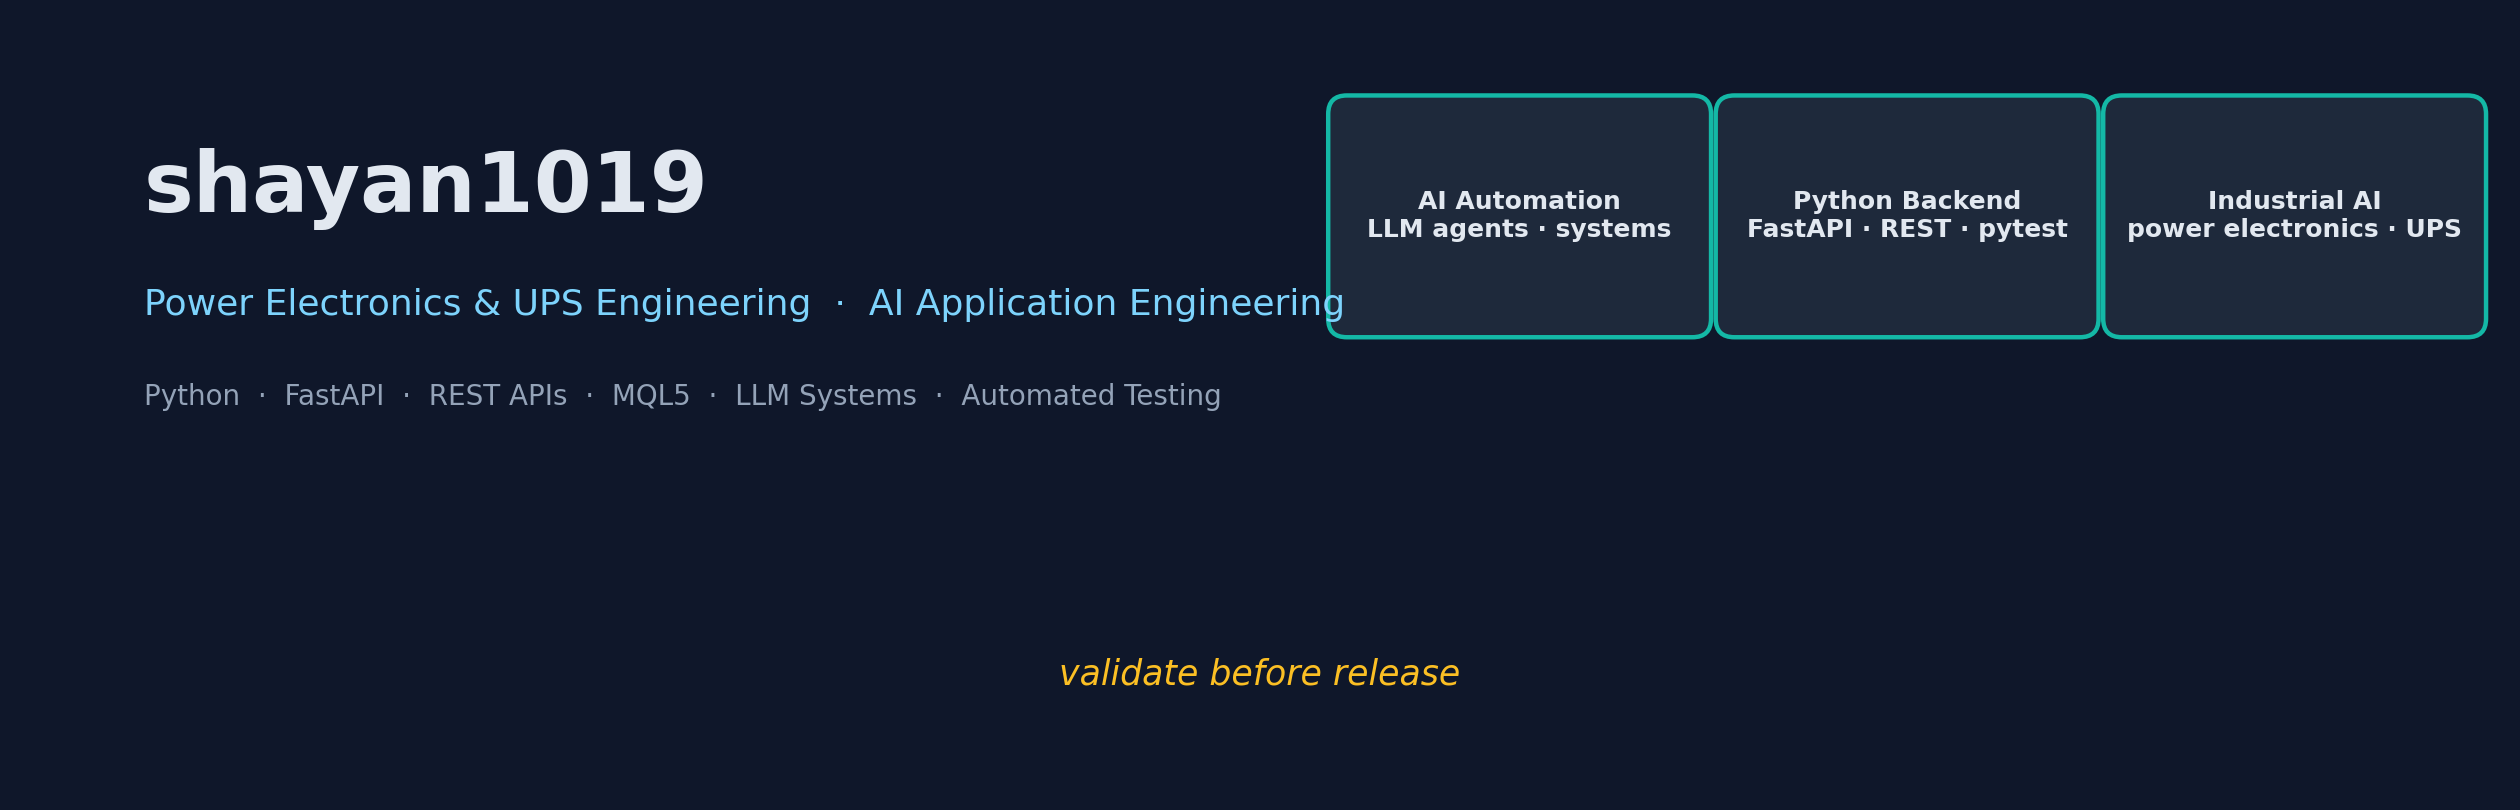 shayan1019
Power Electronics & UPS Engineering · AI Application Engineering
Python · FastAPI · REST APIs · MQL5 · LLM Systems · Automated Testing
AI Automation
LLM agents · systems
Python Backend
FastAPI · REST · pytest
Industrial AI
power electronics · UPS
validate before release